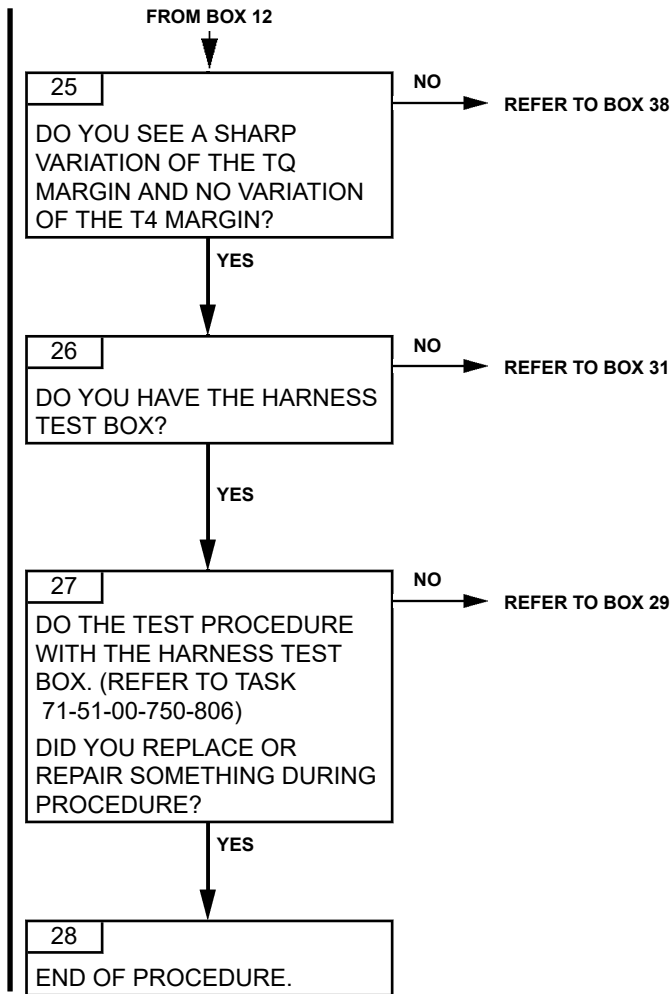 FROM BOX 12
25
DO YOU SEE A SHARP
VARIATION OF THE TQ
MARGIN AND NO VARIATION
OF THE T4 MARGIN?
NO
REFER TO BOX 38
YES
26
DO YOU HAVE THE HARNESS
TEST BOX?
NO
REFER TO BOX 31
YES
27
DO THE TEST PROCEDURE
WITH THE HARNESS TEST
BOX. (REFER TO TASK
71-51-00-750-806)
DID YOU REPLACE OR
REPAIR SOMETHING DURING
PROCEDURE?
NO
REFER TO BOX 29
YES
28
END OF PROCEDURE.